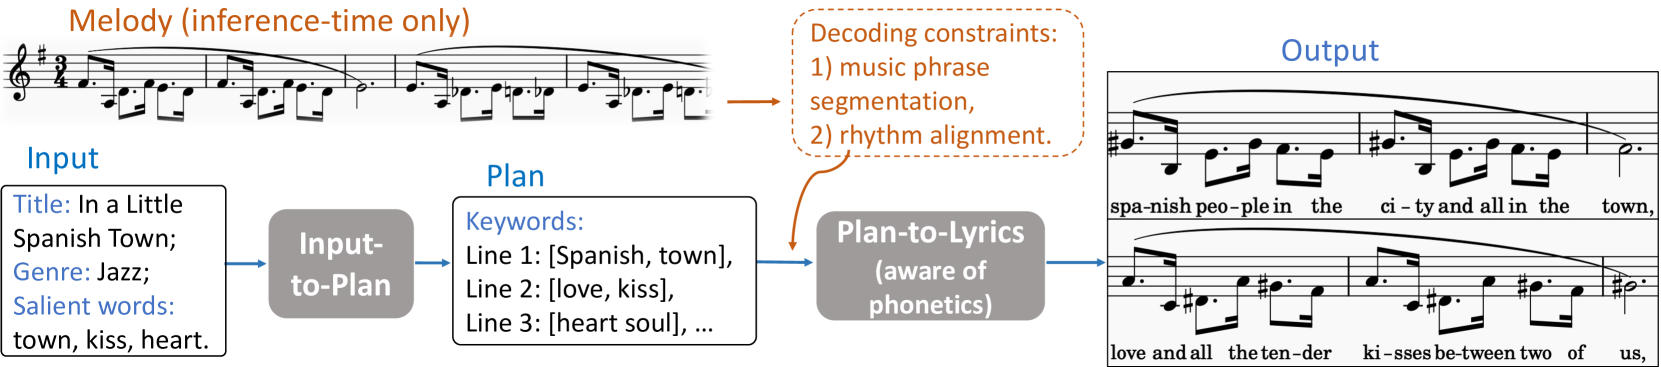 Melody (inference-time only)
3
4
Decoding constraints:
1) music phrase
segmentation,
2) rhythm alignment.
Input
Title: In a Little
Spanish Town;
Genre: Jazz;
Salient words:
town, kiss, heart.
Input-
to-Plan
Plan
Keywords:
Line 1: [Spanish, town],
Line 2: [love, kiss],
Line 3: [heart soul], ...
Plan-to-Lyrics
(aware of
phonetics)
Output
spa-nish peo-ple in the ci-ty and all in the town,
love and all the ten-der ki-sses be-tween two of us,